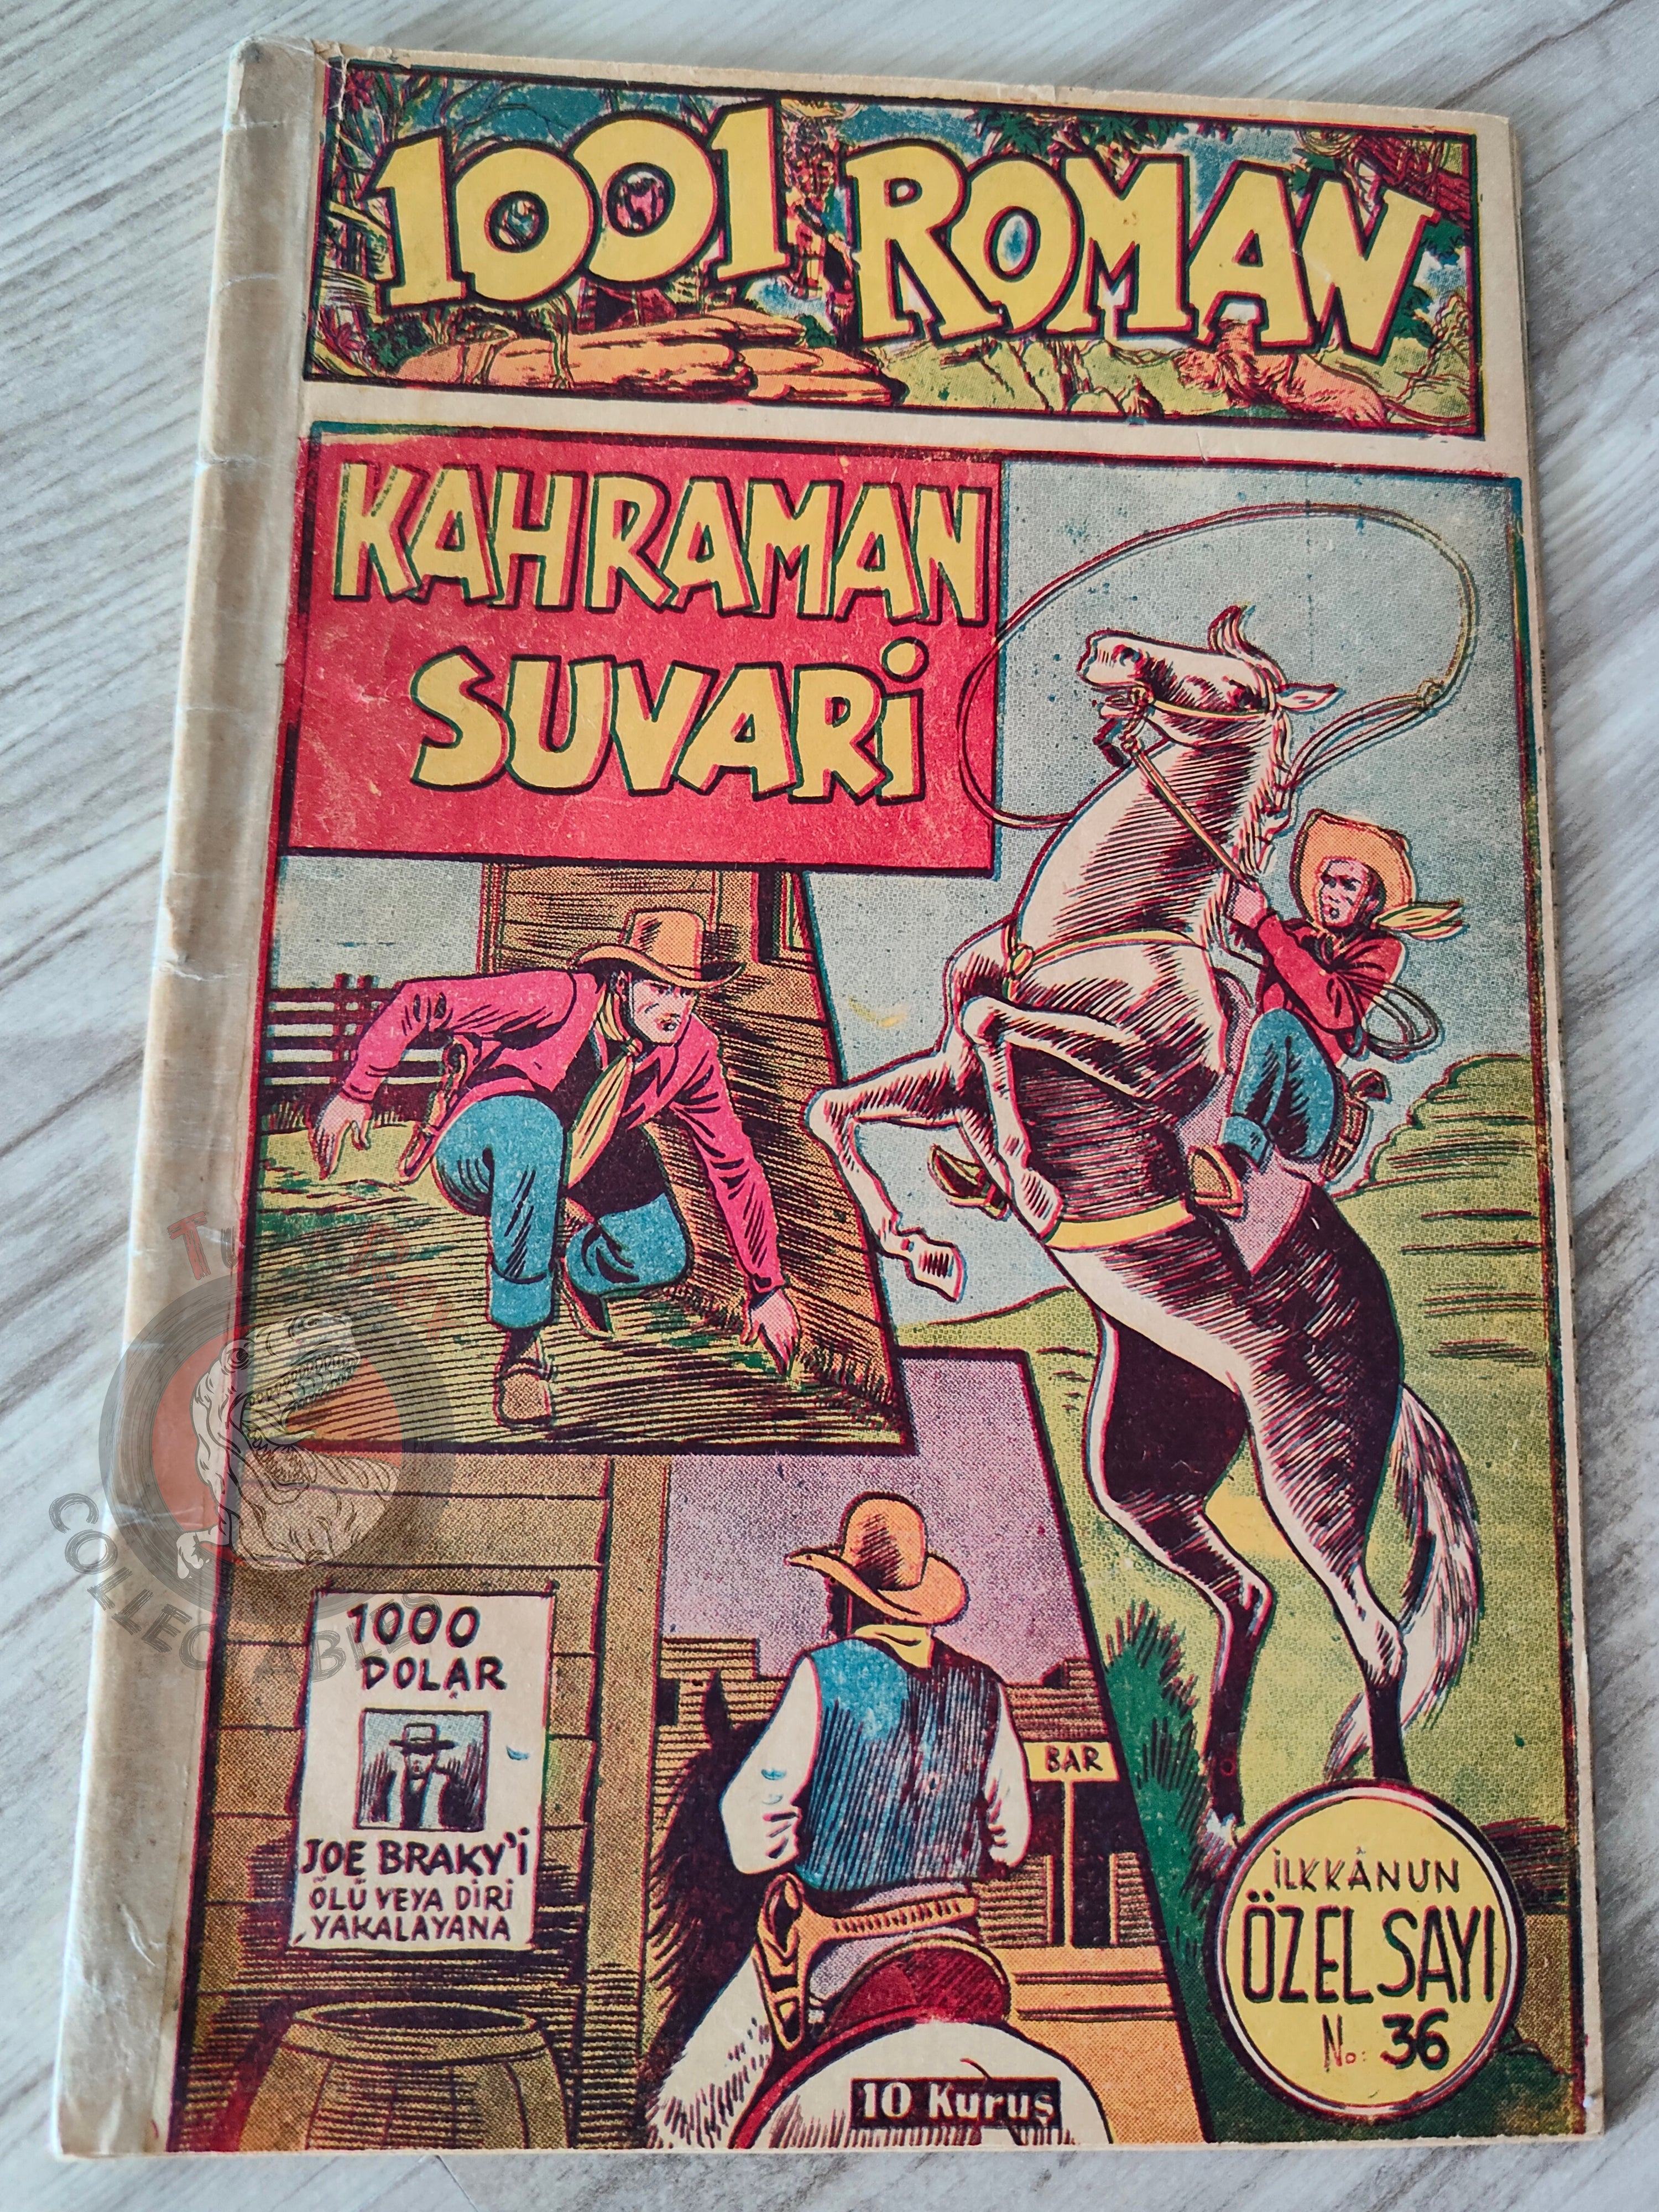 1001 ROMAN
KAHRAMAN
SUVARİ
1000
DOLAR
JOE BRAKY'İ
ÖLÜ VEYA DİRİ
YAKALAYANA
BAR
İLKKÂNUN
ÖZEL SAYI
No: 36
10 Kuruş